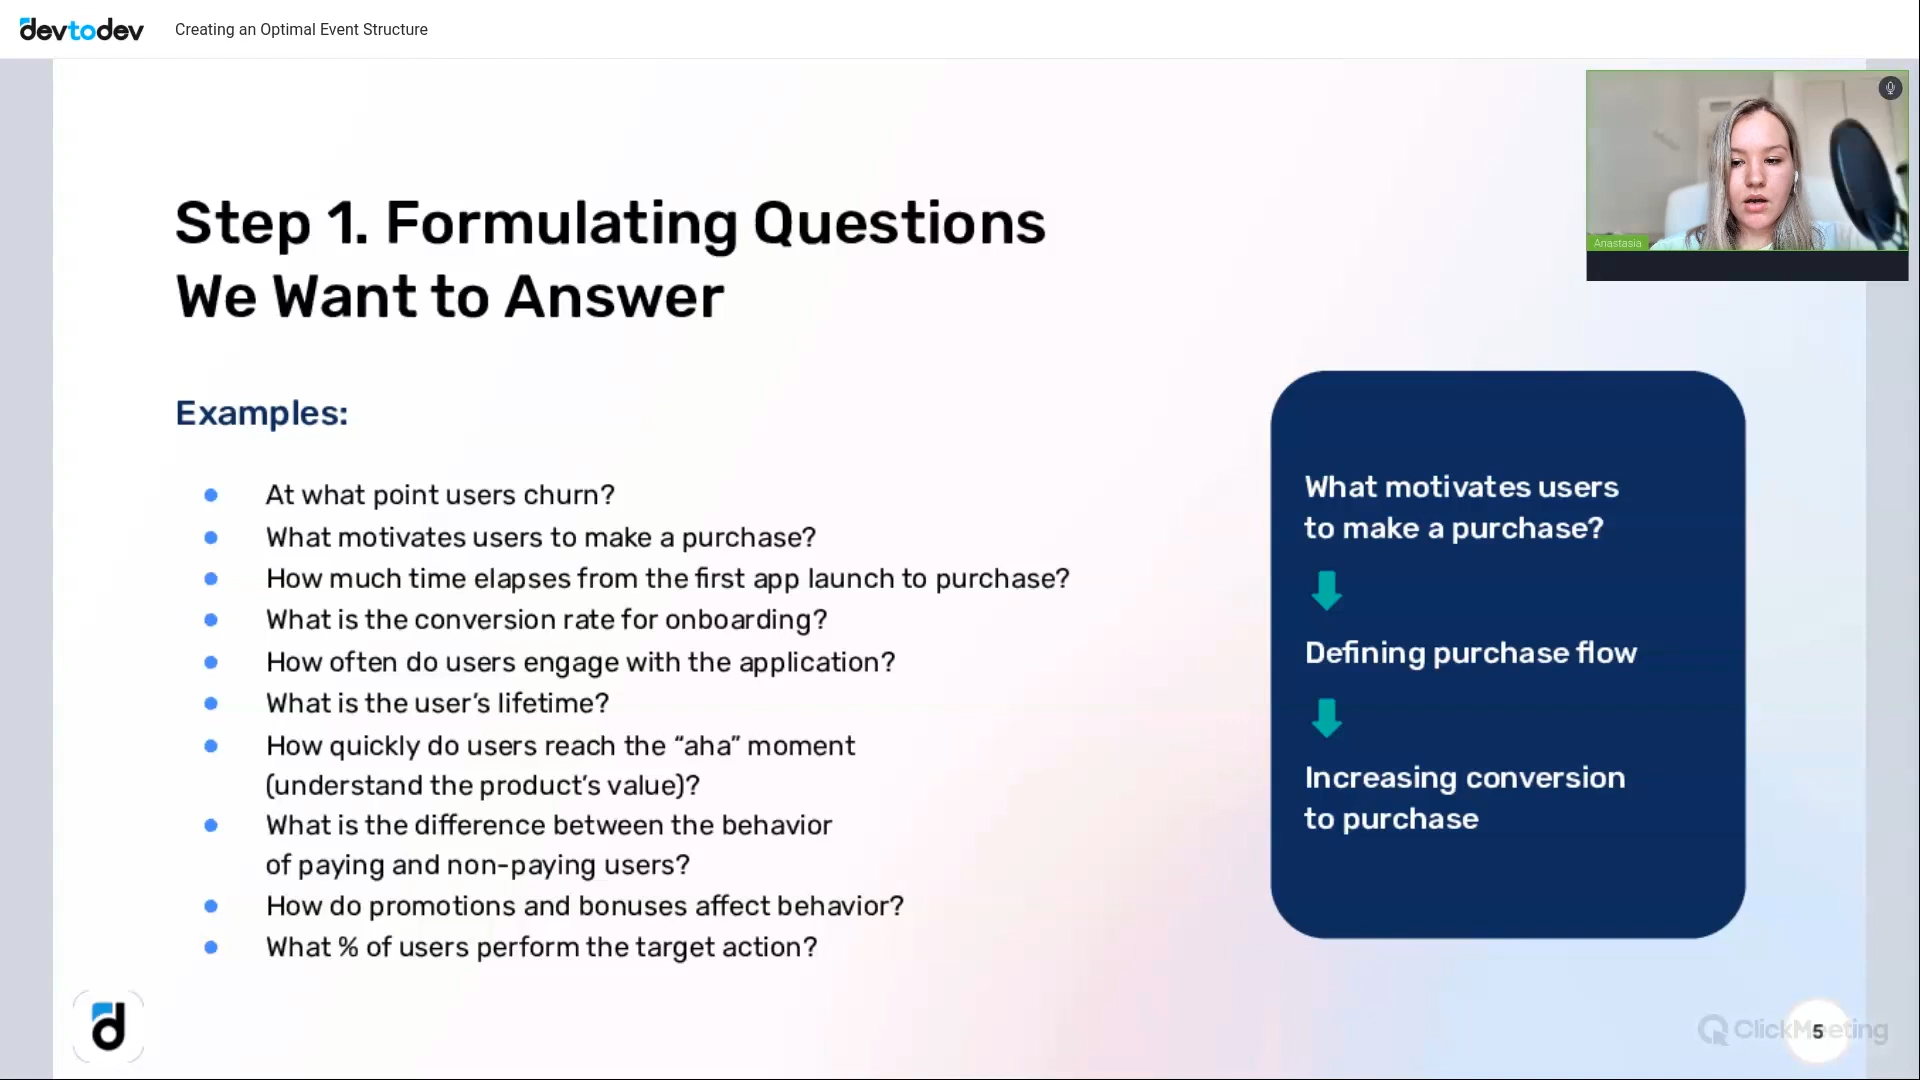 devtodev
Creating an Optimal Event Structure
Anastasia
Step 1. Formulating Questions
We Want to Answer
Examples:
At what point users churn?
What motivates users to make a purchase?
How much time elapses from the first app launch to purchase?
What is the conversion rate for onboarding?
How often do users engage with the application?
What is the user’s lifetime?
How quickly do users reach the “aha” moment
(understand the product’s value)?
What is the difference between the behavior
of paying and non-paying users?
How do promotions and bonuses affect behavior?
What % of users perform the target action?
What motivates users
to make a purchase?
Defining purchase flow
Increasing conversion
to purchase
d
ClickMeeting
5